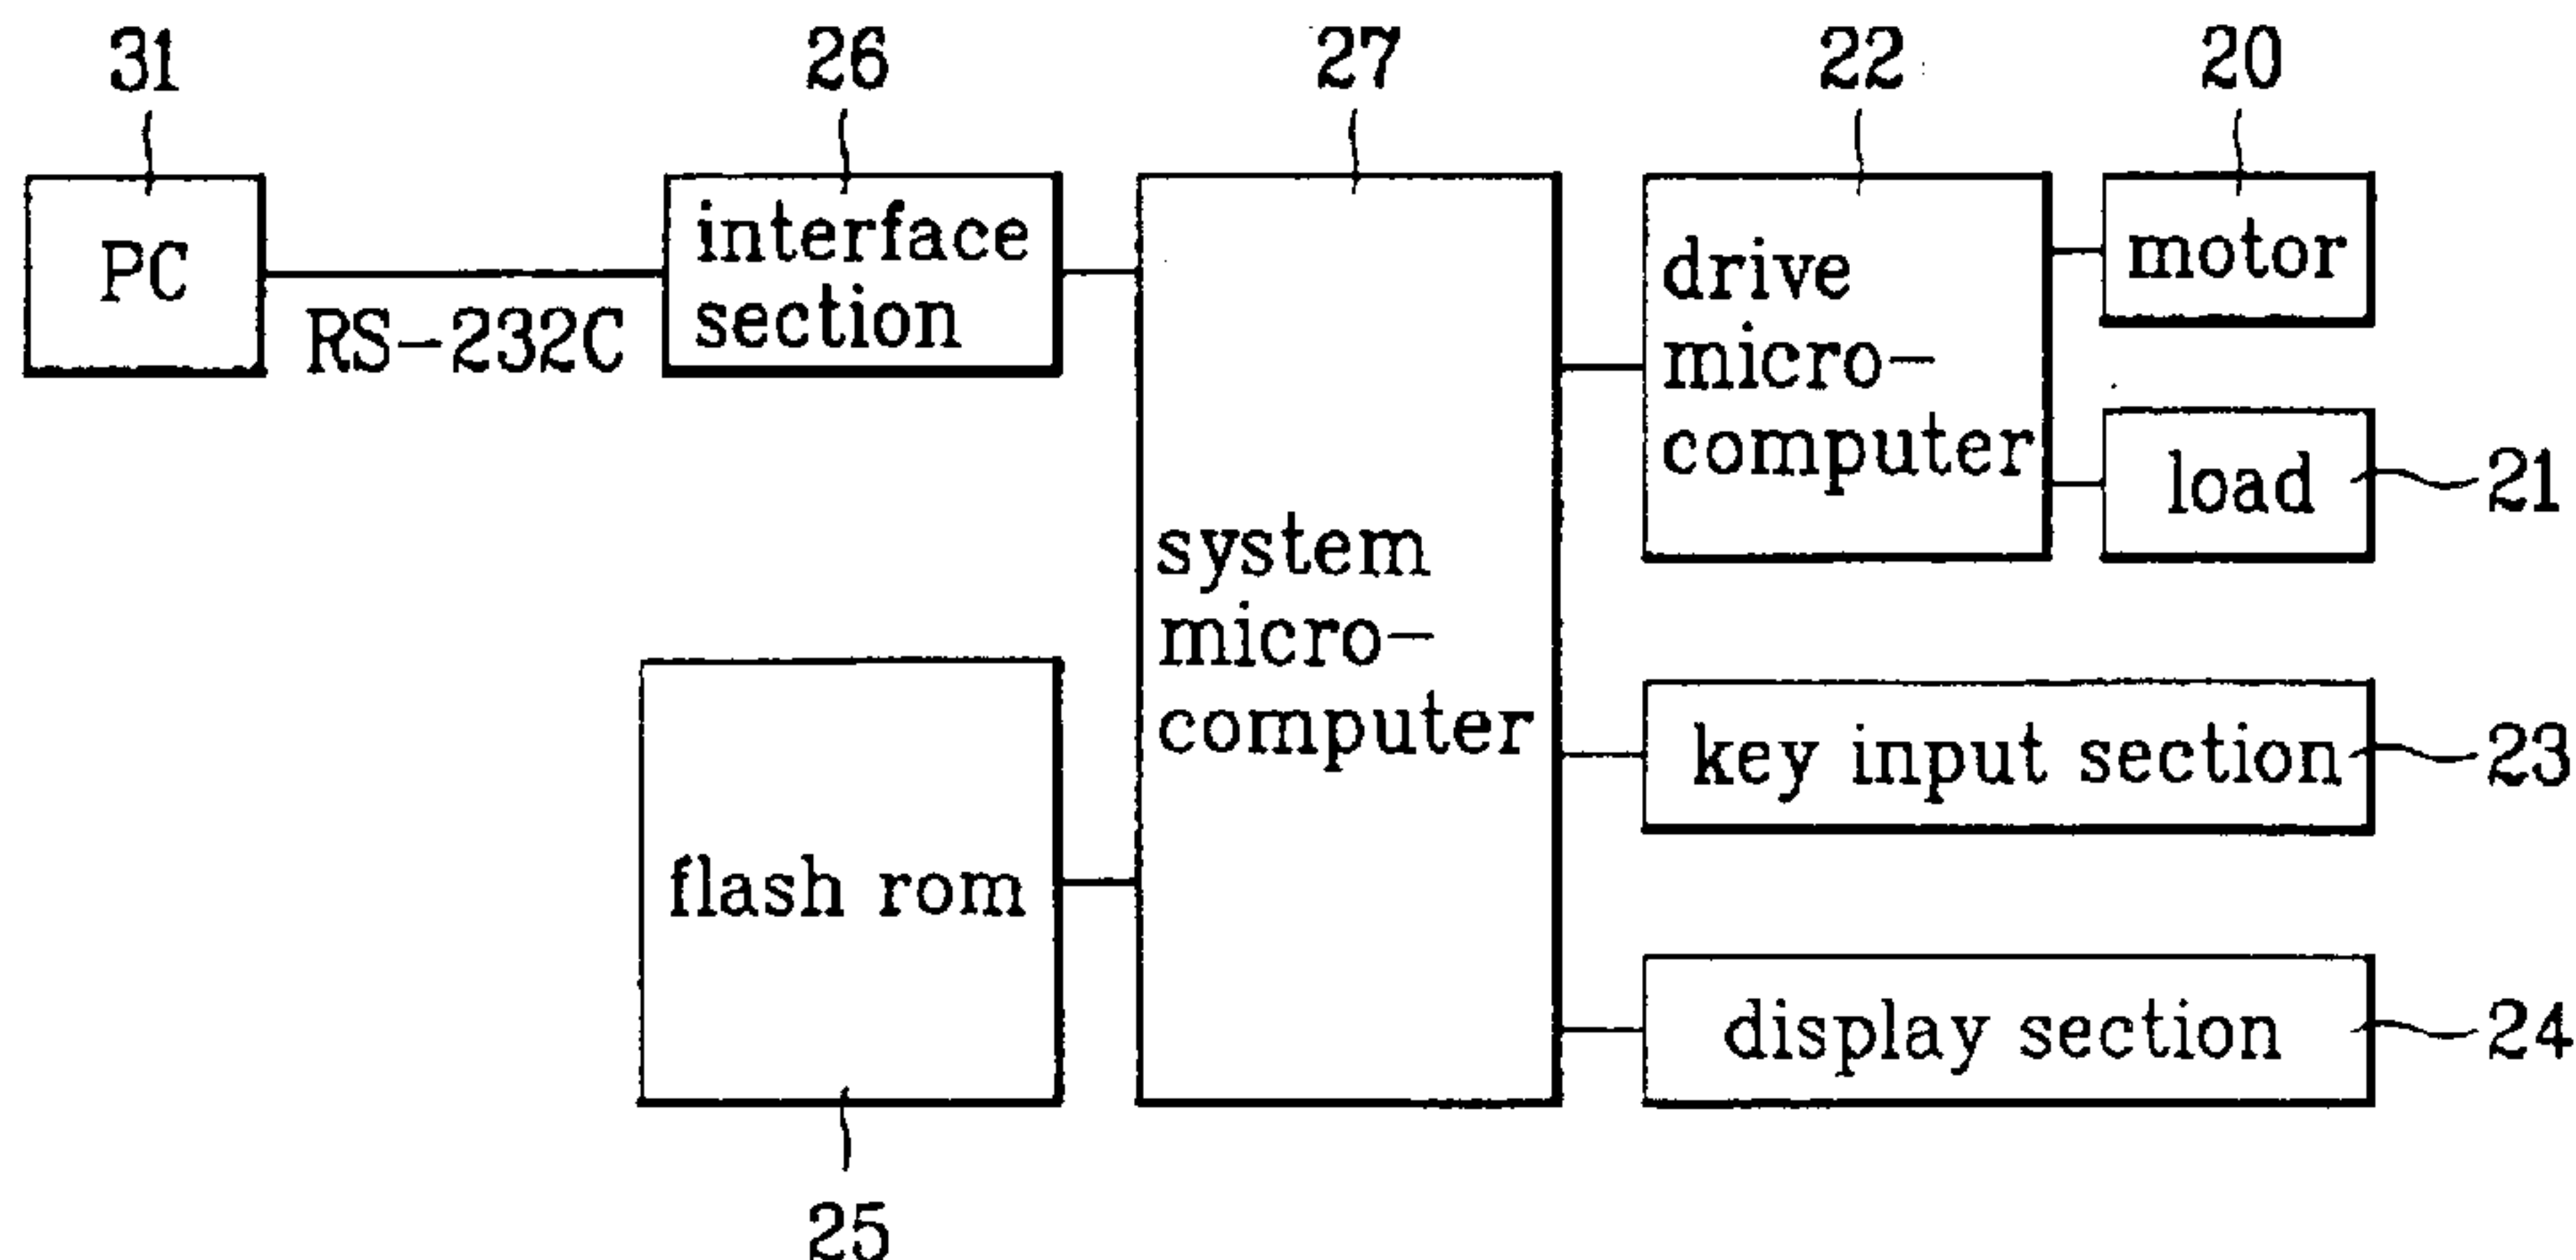 31
26
27
22
20
PC
RS-232C
interface
section
system
micro-
computer
drive
micro-
computer
motor
load
21
key input section
23
flash rom
display section
24
25